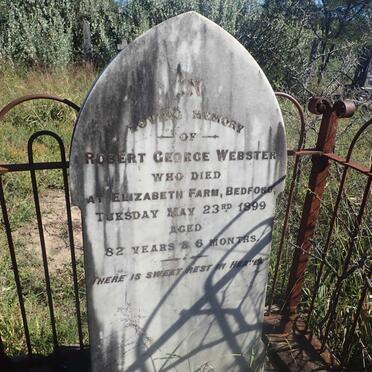 IN
LOVING MEMORY
OF
ROBERT GEORGE WEBSTER
WHO DIED
AT ELIZABETH FARM, BEDFORD,
TUESDAY MAY 23RD 1899
AGED
82 YEARS & 6 MONTHS.
THERE IS SWEET REST IN HEAVEN